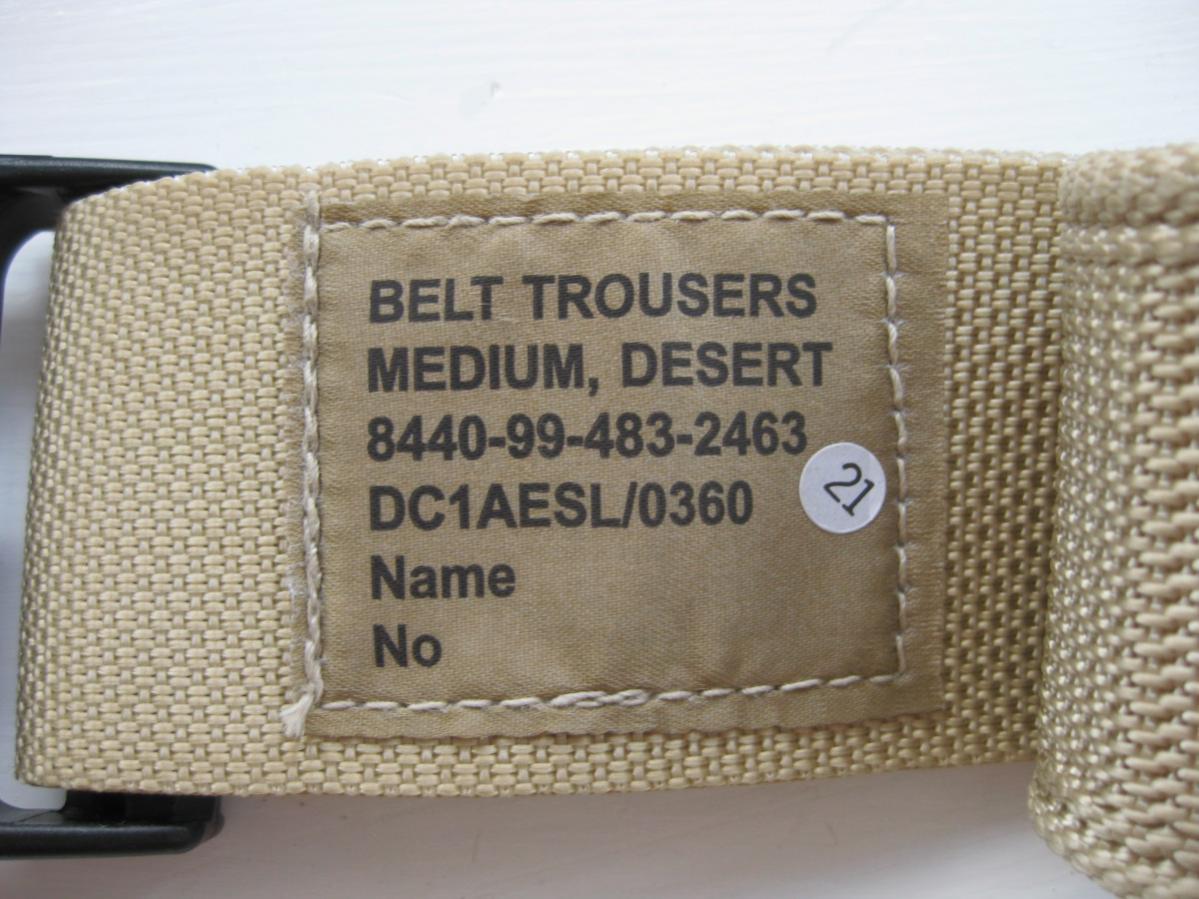 BELT TROUSERS
MEDIUM, DESERT
8440-99-483-2463
DC1AESL/0360
21
Name
No